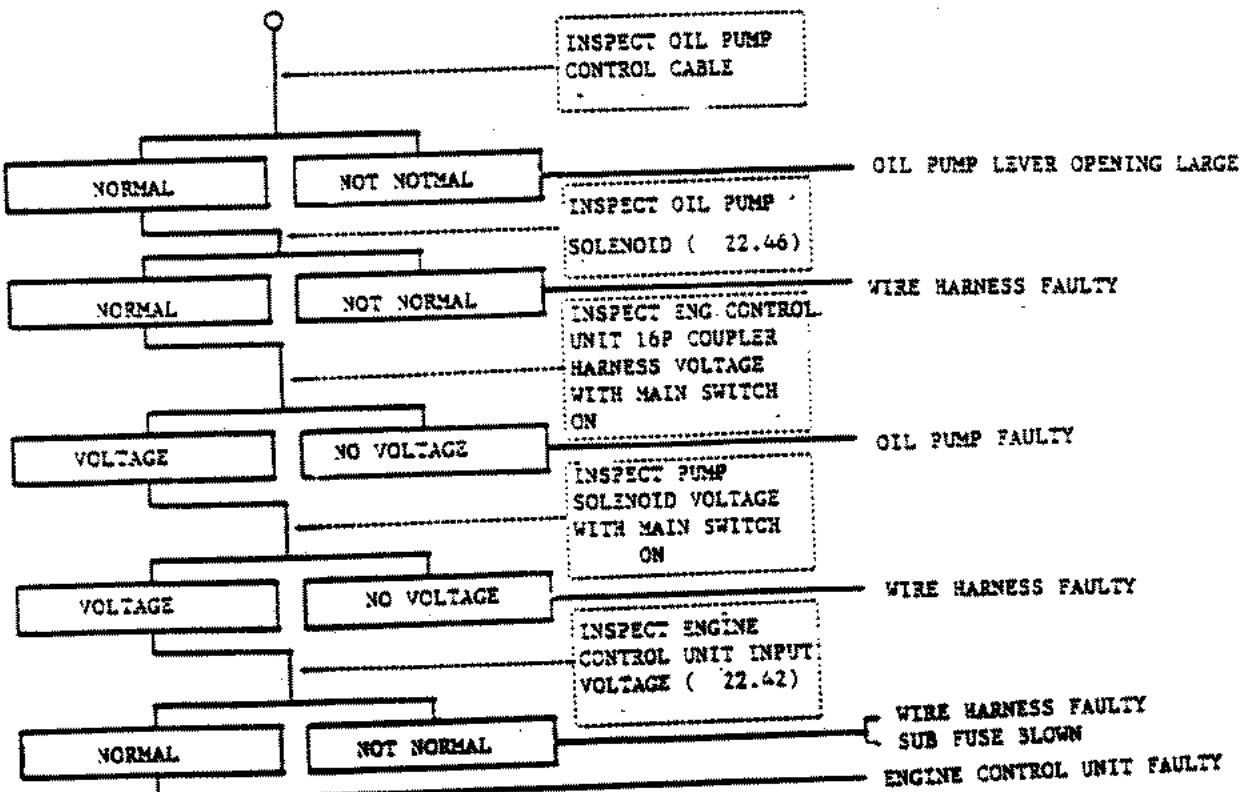 INSPECT OIL PUMP
CONTROL CABLE
NORMAL
NOT NOTMAL
OIL PUMP LEVER OPENING LARGE
INSPECT OIL PUMP
SOLENOID ( 22.46)
NORMAL
NOT NORMAL
WIRE HARNESS FAULTY
INSPECT ENG CONTROL
UNIT 16P COUPLER
HARNESS VOLTAGE
WITH MAIN SWITCH
ON
VOLTAGE
NO VOLTAGE
OIL PUMP FAULTY
INSPECT PUMP
SOLENOID VOLTAGE
WITH MAIN SWITCH
ON
VOLTAGE
NO VOLTAGE
WIRE HARNESS FAULTY
INSPECT ENGINE
CONTROL UNIT INPUT
VOLTAGE ( 22.42)
NORMAL
NOT NORMAL
WIRE HARNESS FAULTY
SUB FUSE BLOWN
ENGINE CONTROL UNIT FAULTY